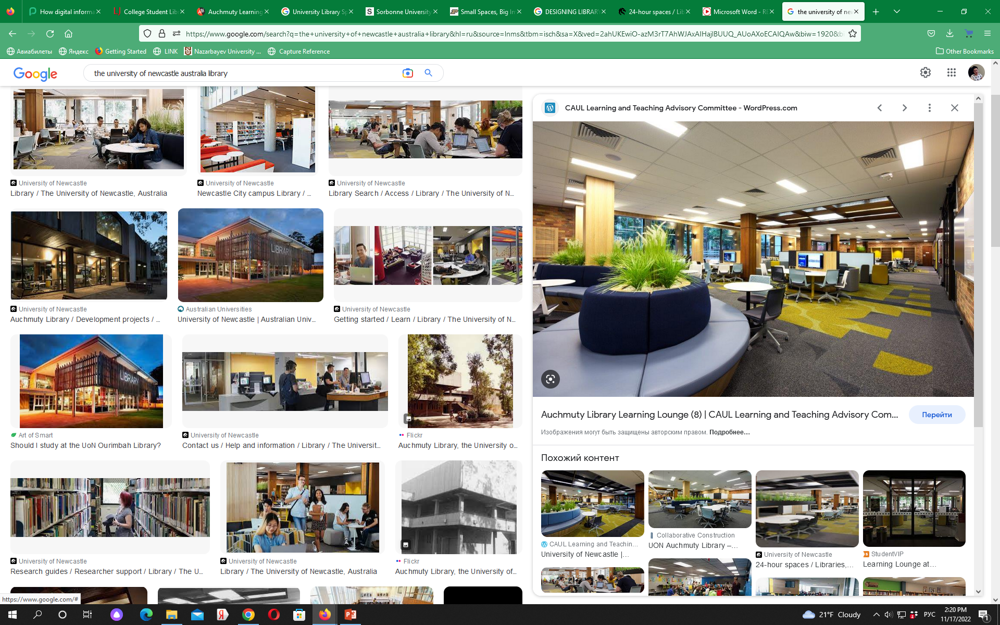 How digital informa
College Student Lib
Auchmuty Learning
University Library Sp
Sorbonne University
Small Spaces, Big Im
DESIGNING LIBRARY
24-hour spaces / Lib
Microsoft Word - RE
the university of new
https://www.google.com/search?q=the+university+of+newcastle+australia+library&hl=ru&source=lnms&tbm=isch&sa=X&ved=2ahUKEwiO-azM3rT7AhWJAxAIHajIBUUQ_AUoAXoECAIQAw&biw=1920&bi
Авиабилеты
Яндекс
Getting Started
LINK
Nazarbayev University ...
Capture Reference
Other Bookmarks
Google
the university of newcastle australia library
University of Newcastle
Library / The University of Newcastle, Australia
University of Newcastle
Newcastle City campus Library / ...
University of Newcastle
Library Search / Access / Library / The University of N...
LIBRARY
University of Newcastle
Auchmuty Library / Development projects / ...
Australian Universities
University of Newcastle | Australian Univ...
University of Newcastle
Getting started / Learn / Library / The University of N...
LIBRARY
Art of Smart
Should I study at the UoN Ourimbah Library?
University of Newcastle
Contact us / Help and information / Library / The Universit...
Flickr
Auchmuty Library, the University o...
University of Newcastle
Research guides / Researcher support / Library / The U...
University of Newcastle
Library / The University of Newcastle, Australia
Flickr
Auchmuty Library, the University of...
CAUL Learning and Teaching Advisory Committee - WordPress.com
Auchmuty Library Learning Lounge (8) | CAUL Learning and Teaching Advisory Com...
Перейти
Изображения могут быть защищены авторским правом. Подробнее...
Похожий контент
CAUL Learning and Teachin...
University of Newcastle |...
Collaborative Construction
UON Auchmuty Library –...
University of Newcastle
24-hour spaces / Libraries,...
StudentVIP
Learning Lounge at...
https://www.google.com/#
21°F Cloudy
РУС
2:20 PM
11/17/2022
1